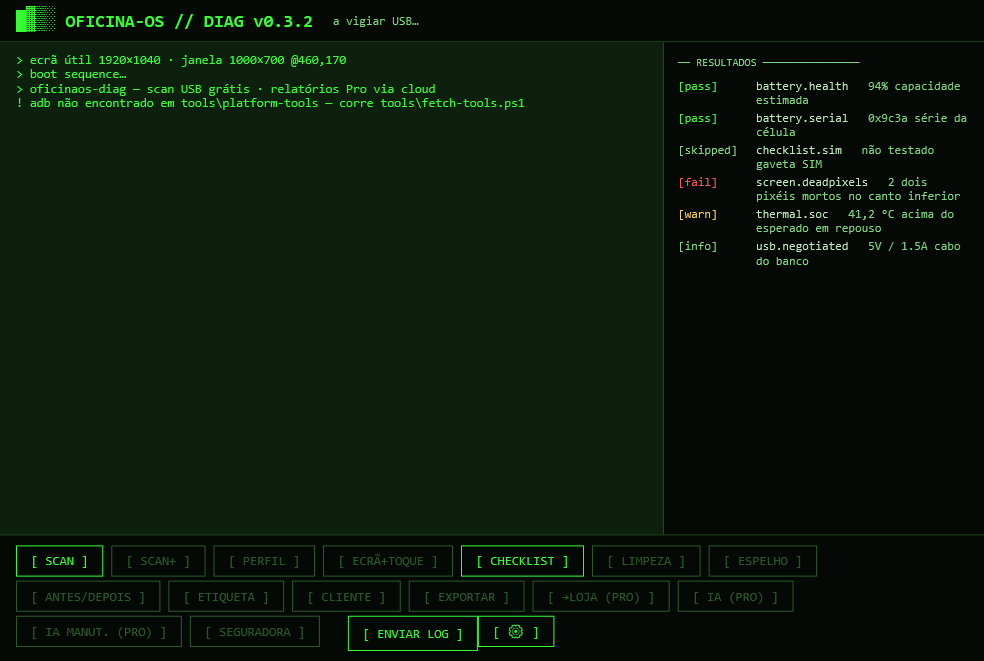 OFICINA-OS // DIAG v0.3.2 a vigiar USB…
> ecrã útil 1920×1040 · janela 1000×700 @460,170
> boot sequence…
> oficinaos-diag — scan USB grátis · relatórios Pro via cloud
! adb não encontrado em tools\platform-tools — corre tools\fetch-tools.ps1
── RESULTADOS ──────────────
[pass] battery.health 94% capacidade
estimada
[pass] battery.serial 0x9c3a série da
célula
[skipped] checklist.sim não testado
gaveta SIM
[fail] screen.deadpixels 2 dois
pixéis mortos no canto inferior
[warn] thermal.soc 41,2 °C acima do
esperado em repouso
[info] usb.negotiated 5V / 1.5A cabo
do banco
[ SCAN ] [ SCAN+ ] [ PERFIL ] [ ECRÃ+TOQUE ] [ CHECKLIST ] [ LIMPEZA ] [ ESPELHO ]
[ ANTES/DEPOIS ] [ ETIQUETA ] [ CLIENTE ] [ EXPORTAR ] [ →LOJA (PRO) ] [ IA (PRO) ]
[ IA MANUT. (PRO) ] [ SEGURADORA ] [ ENVIAR LOG ] [ ⚙ ]